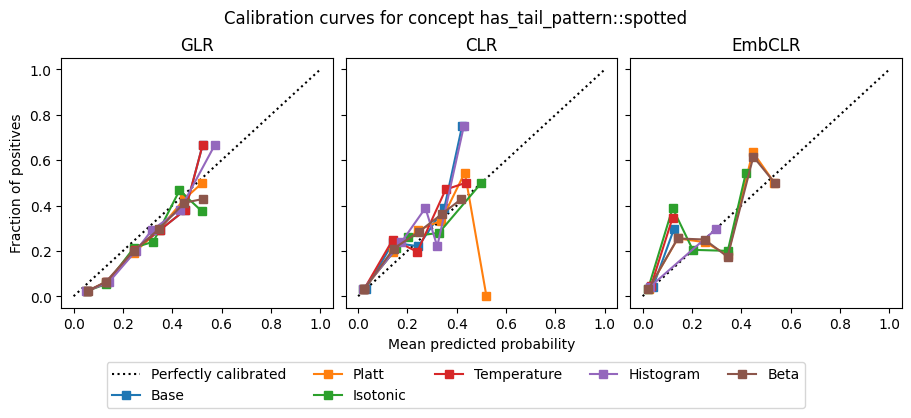 Calibration curves for concept has_tail_pattern::spotted
GLR
CLR
EmbCLR
Fraction of positives
1.0
0.8
0.6
0.4
0.2
0.0
0.0 0.2 0.4 0.6 0.8 1.0
0.0 0.2 0.4 0.6 0.8 1.0
0.0 0.2 0.4 0.6 0.8 1.0
Mean predicted probability
Perfectly calibrated
Base
Platt
Isotonic
Temperature
Histogram
Beta